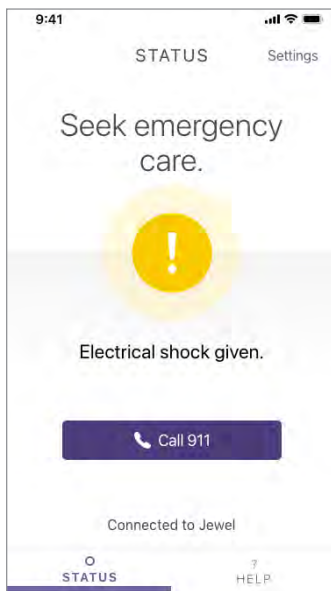 9:41
STATUS Settings
Seek emergency
care.
!
Electrical shock given.
Call 911
Connected to Jewel
STATUS
?
HELP